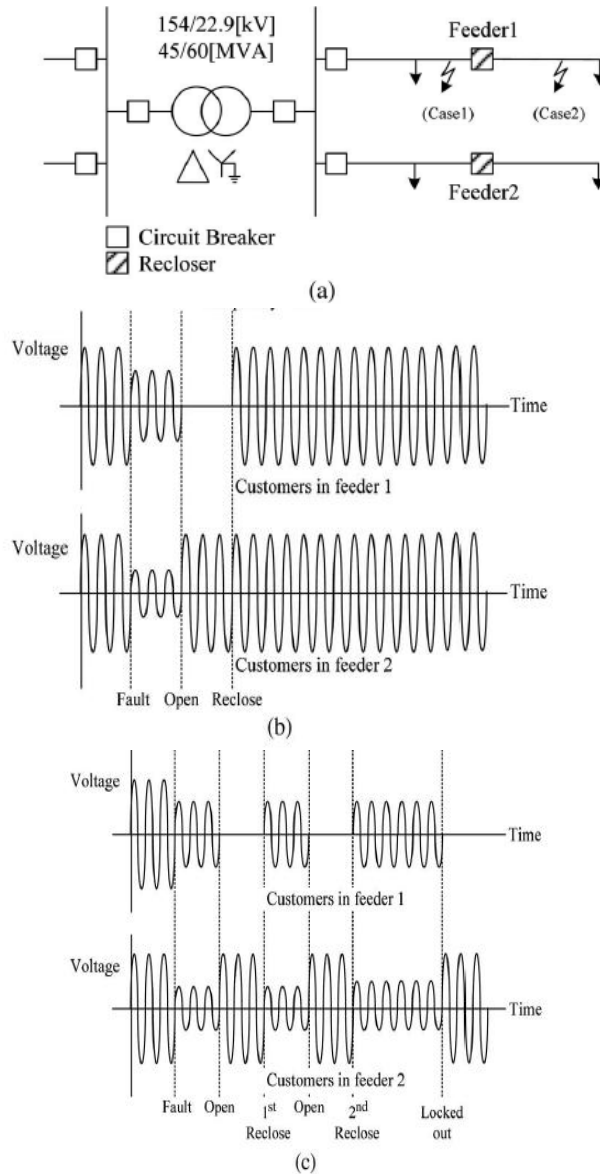 154/22.9[kV]
45/60[MVA]
Feeder1
(Case1)
(Case2)
Feeder2
Circuit Breaker
Recloser
(a)
Voltage
Time
Customers in feeder 1
Voltage
Time
Customers in feeder 2
Fault Open Reclose
(b)
Voltage
Time
Customers in feeder 1
Voltage
Time
Customers in feeder 2
Fault Open 1st Reclose Open 2nd Reclose Locked out
(c)